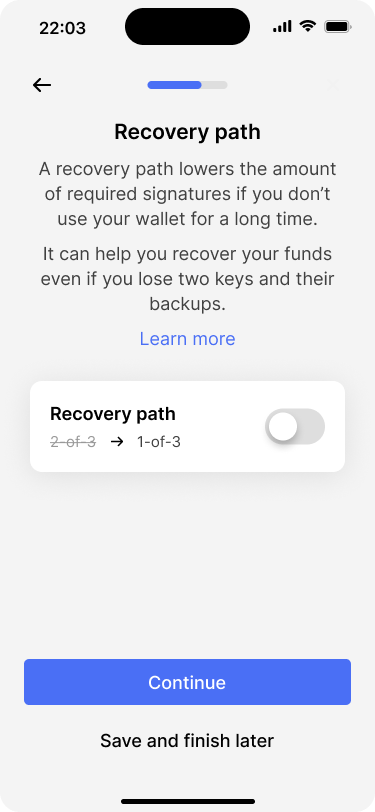 22:03
Recovery path
A recovery path lowers the amount
of required signatures if you don’t
use your wallet for a long time.
It can help you recover your funds
even if you lose two keys and their
backups.
Learn more
Recovery path
2-of-3 → 1-of-3
Continue
Save and finish later